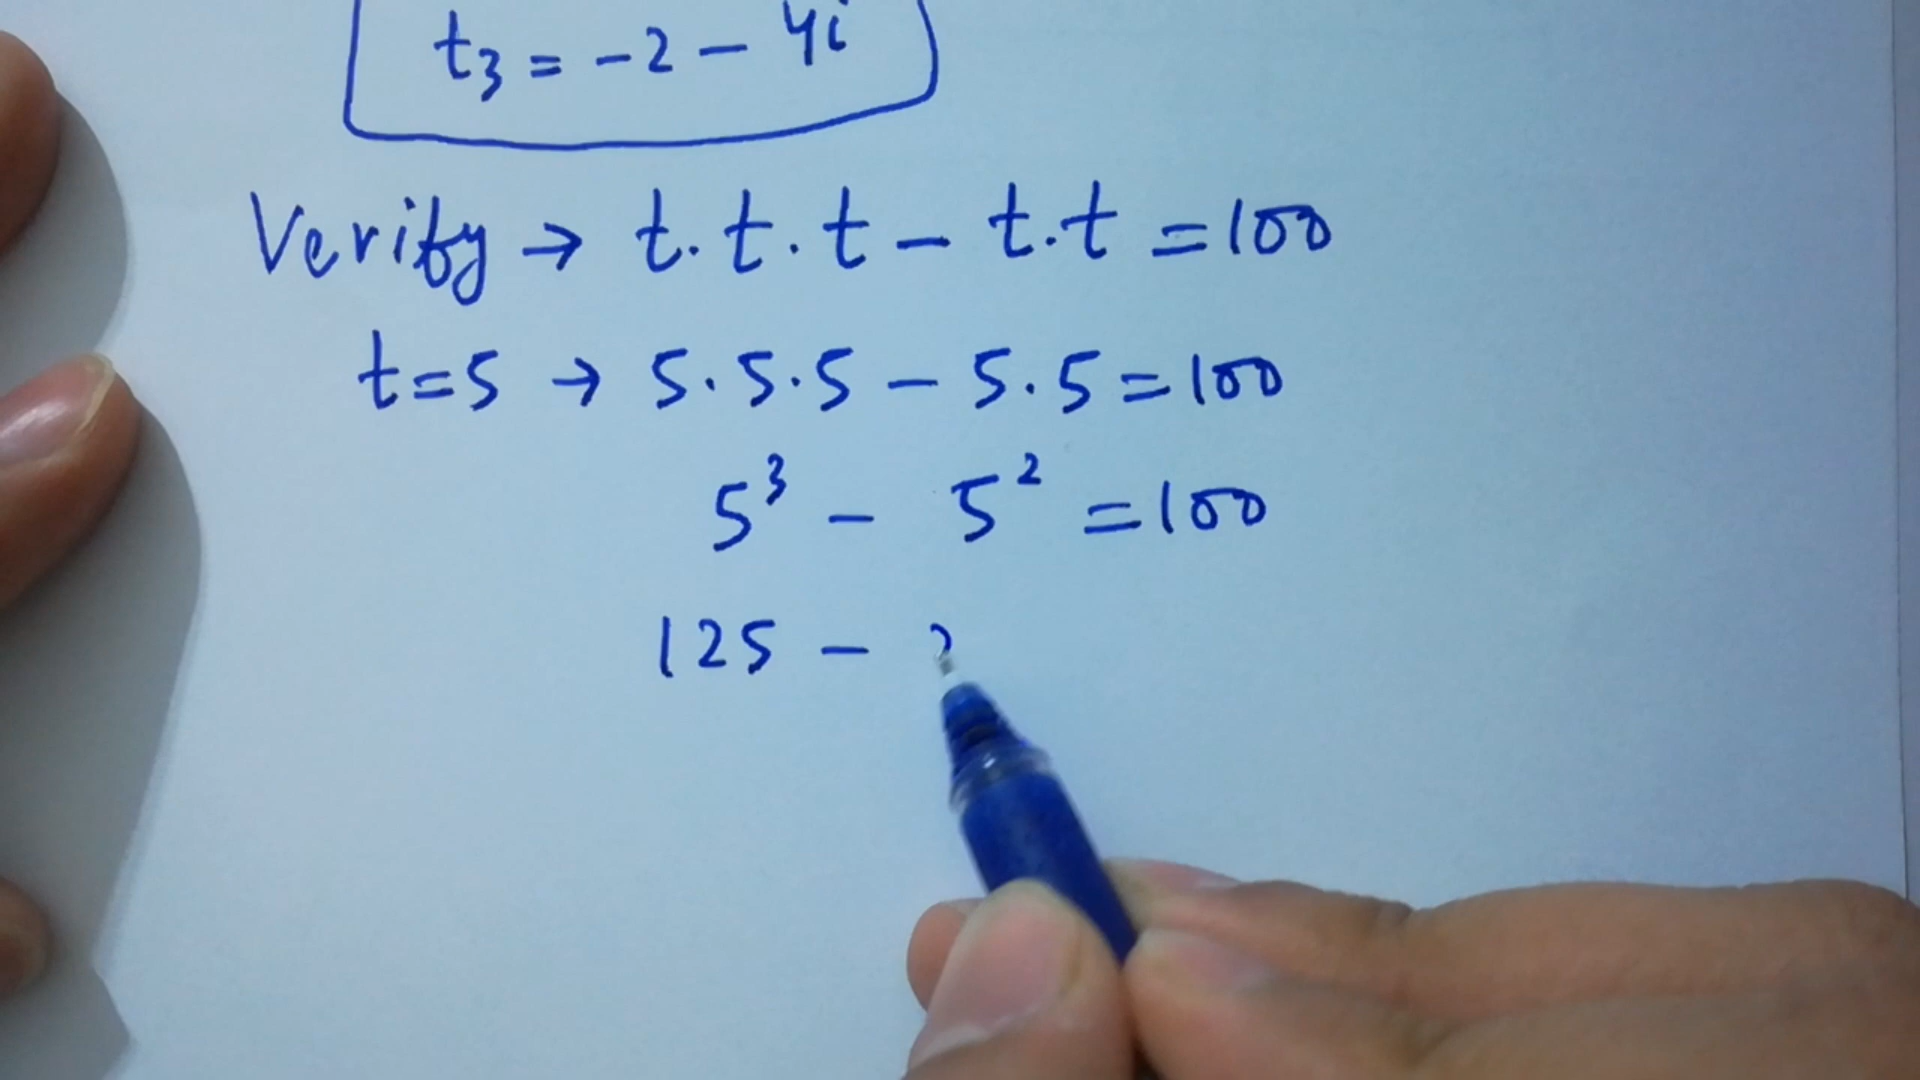 t₃ = -2 - 4i
Verify → t.t.t - t.t = 100
t=5 → 5.5.5 - 5.5 = 100
5³ - 5² = 100
125 -